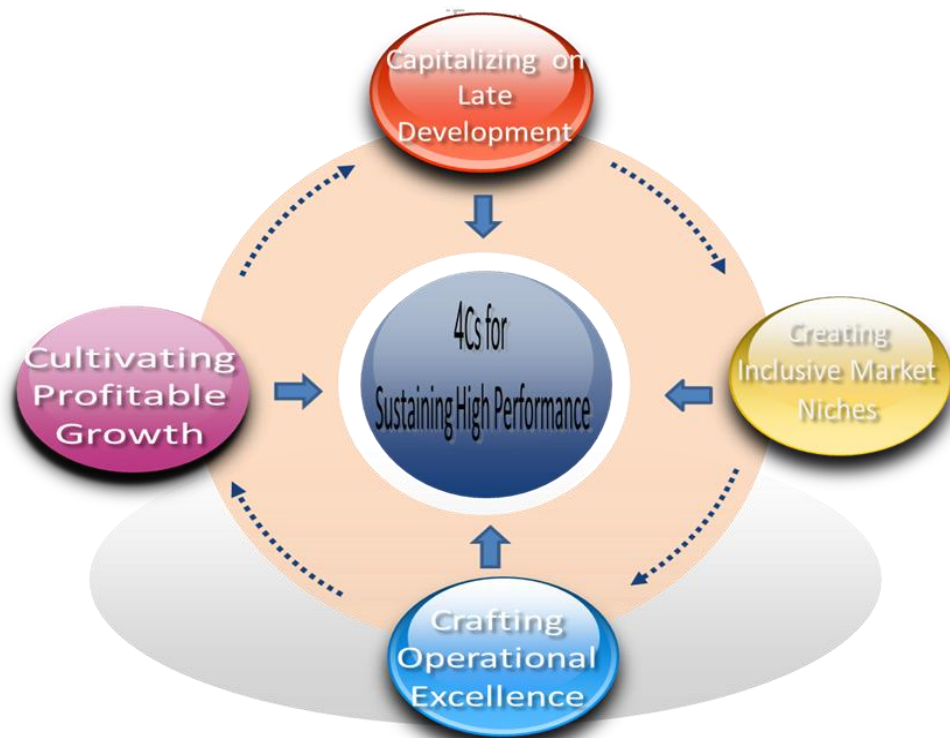 Capitalizing on
Late
Development
Creating
Inclusive Market
Niches
4Cs for
Sustaining High Performance
Cultivating
Profitable
Growth
Crafting
Operational
Excellence